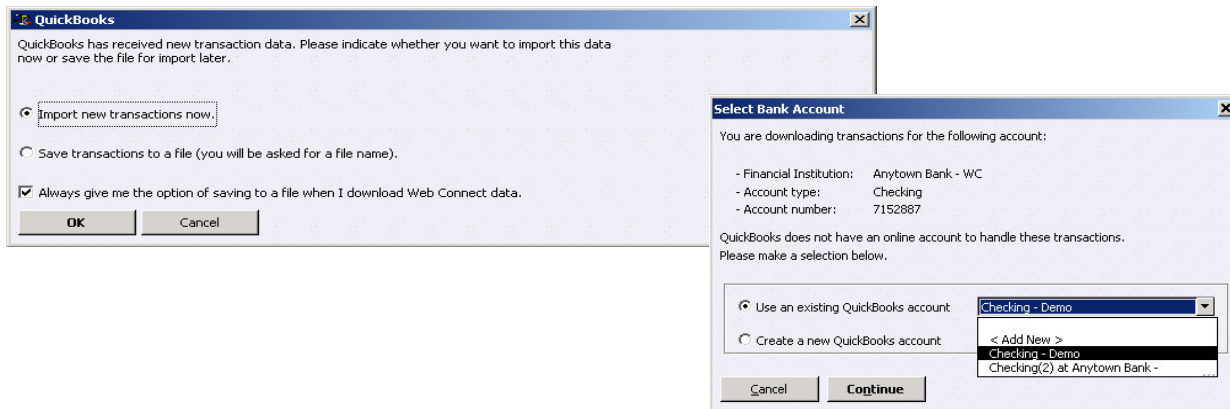 QuickBooks
QuickBooks has received new transaction data. Please indicate whether you want to import this data
now or save the file for import later.
Import new transactions now.
Save transactions to a file (you will be asked for a file name).
Always give me the option of saving to a file when I download Web Connect data.
OK Cancel
Select Bank Account
You are downloading transactions for the following account:
- Financial Institution: Anytown Bank - WC
- Account type: Checking
- Account number: 7152887
QuickBooks does not have an online account to handle these transactions.
Please make a selection below.
Use an existing QuickBooks account Checking - Demo
Create a new QuickBooks account < Add New >
Checking - Demo
Checking(2) at Anytown Bank -
Cancel Continue